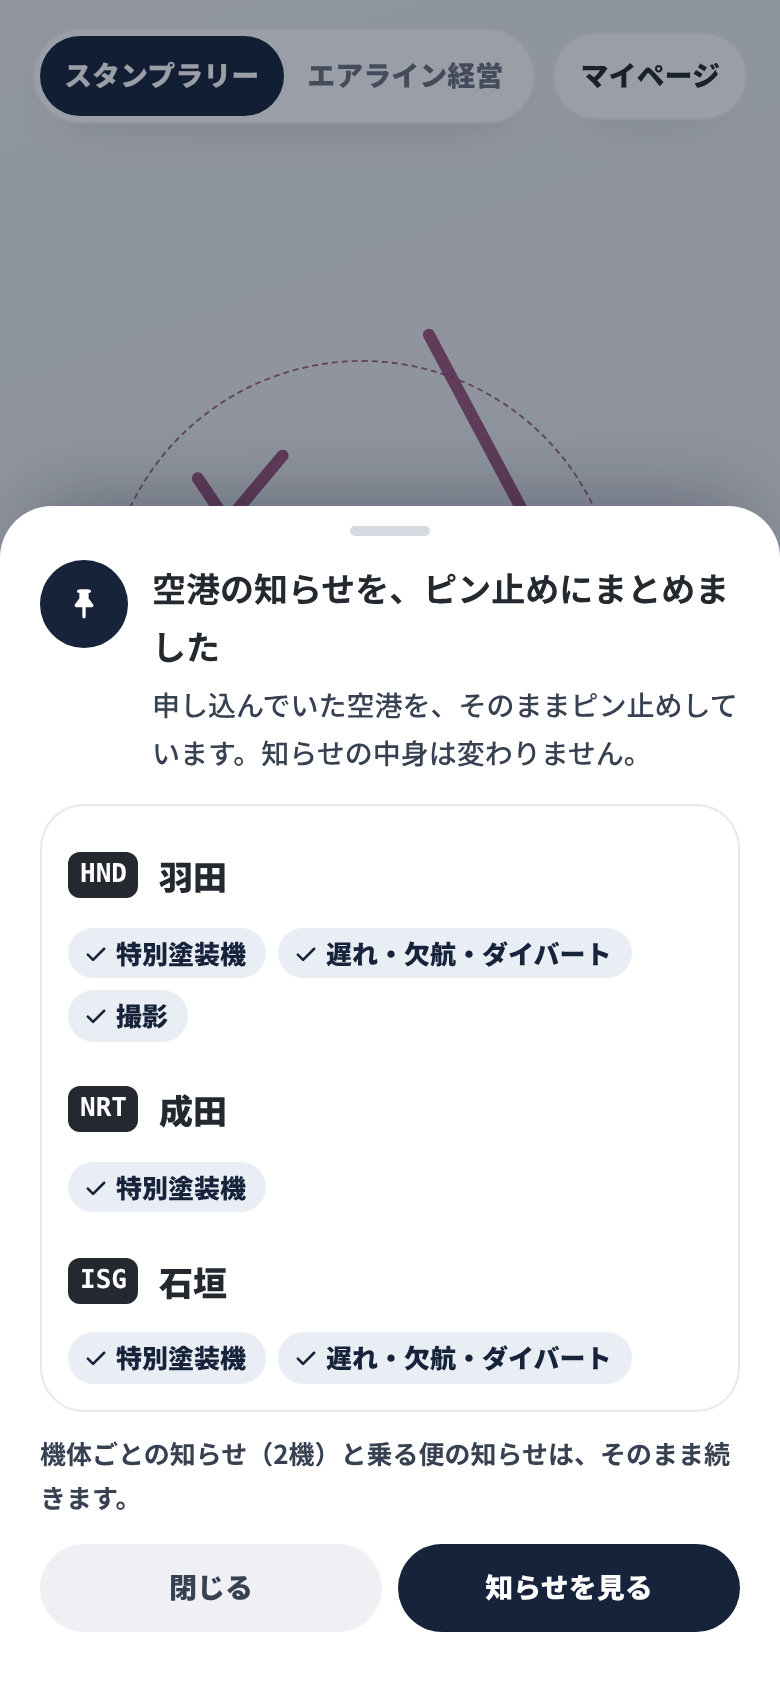 スタンプラリー エアライン経営 マイページ
空港の知らせを、ピン止めにまとめま
した
申し込んでいた空港を、そのままピン止めして
います。知らせの中身は変わりません。
HND 羽田
特別塗装機 遅れ・欠航・ダイバート
撮影
NRT 成田
特別塗装機
ISG 石垣
特別塗装機 遅れ・欠航・ダイバート
機体ごとの知らせ（2機）と乗る便の知らせは、そのまま続
きます。
閉じる 知らせを見る